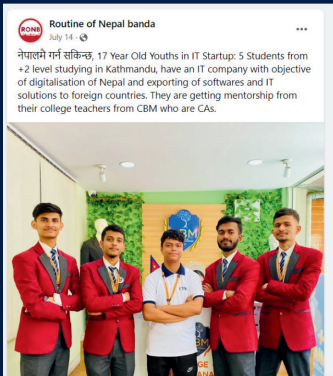 RONB
Routine of Nepal banda
July 14 ·
नेपालमै गर्न सकिन्छ, 17 Year Old Youths in IT Startup: 5 Students from
+2 level studying in Kathmandu, have an IT company with objective
of digitalisation of Nepal and exporting of softwares and IT
solutions to foreign countries. They are getting mentorship from
their college teachers from CBM who are CAs.
CBM